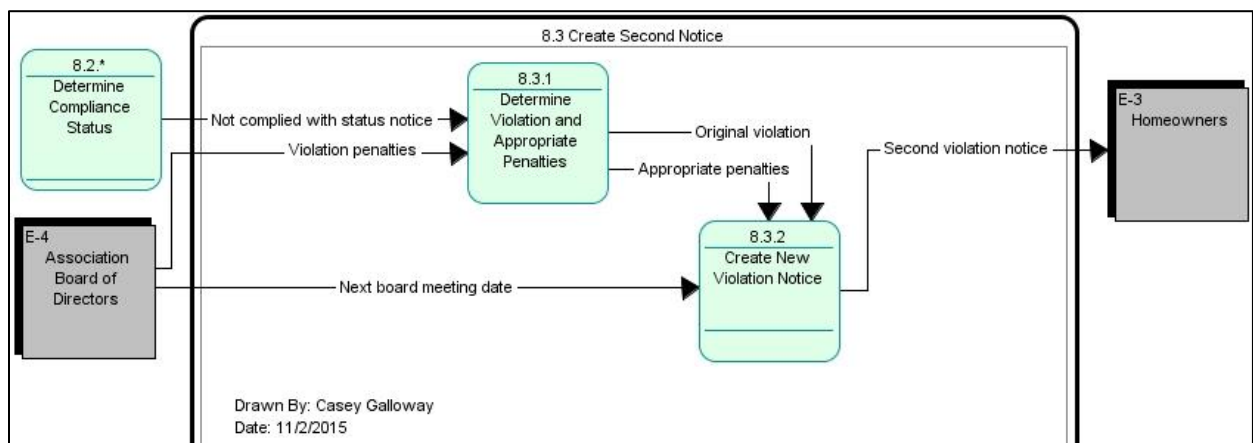 8.3 Create Second Notice
8.2.*
Determine
Compliance
Status
8.3.1
Determine
Violation and
Appropriate
Penalties
E-3
Homeowners
Not complied with status notice
Original violation
Violation penalties
Second violation notice
Appropriate penalties
E-4
Association
Board of
Directors
8.3.2
Create New
Violation Notice
Next board meeting date
Drawn By: Casey Galloway
Date: 11/2/2015